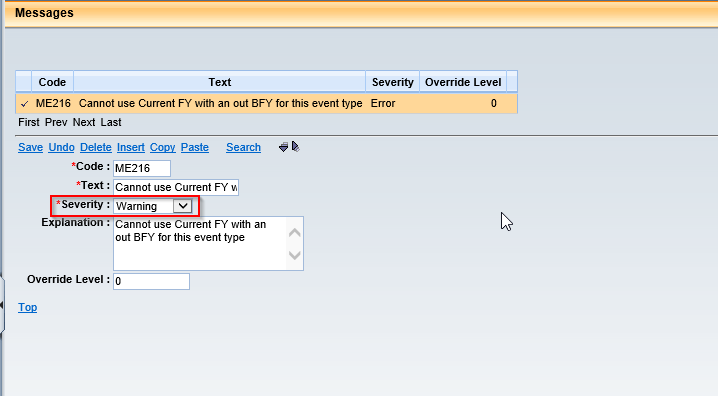 Messages
Code Text Severity Override Level
ME216 Cannot use Current FY with an out BFY for this event type Error 0
First Prev Next Last
Save Undo Delete Insert Copy Paste Search
*Code : ME216
*Text : Cannot use Current FY w
*Severity : Warning
Explanation : Cannot use Current FY with an
out BFY for this event type
Override Level : 0
Top